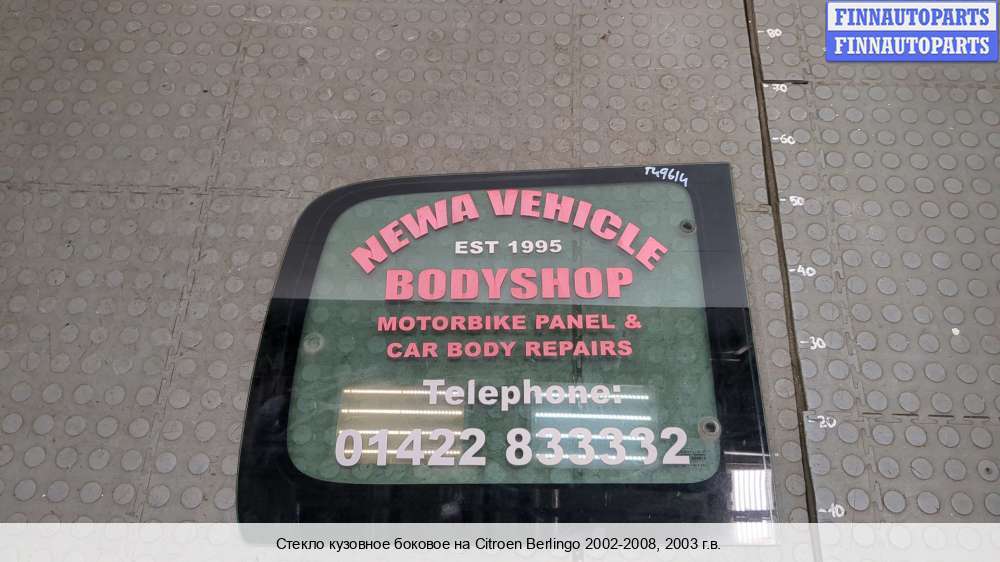 FINNAUTOPARTS
FINNAUTOPARTS
80
70
60
T49614
50
NEWA VEHICLE
EST 1995
BODYSHOP
40
MOTORBIKE PANEL &
CAR BODY REPAIRS
30
Telephone:
20
01422 833332
10
Стекло кузовное боковое на Citroen Berlingo 2002-2008, 2003 г.в.